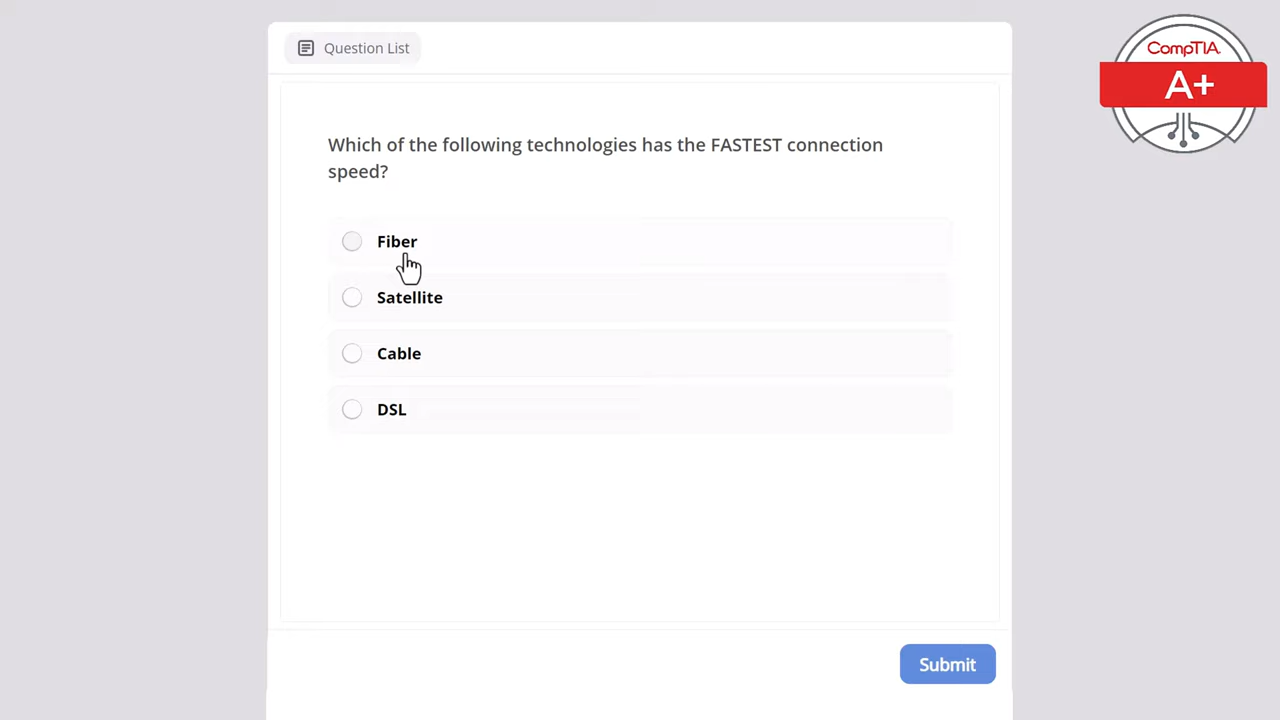 Question List
CompTIA.
A+
Which of the following technologies has the FASTEST connection
speed?
Fiber
Satellite
Cable
DSL
Submit